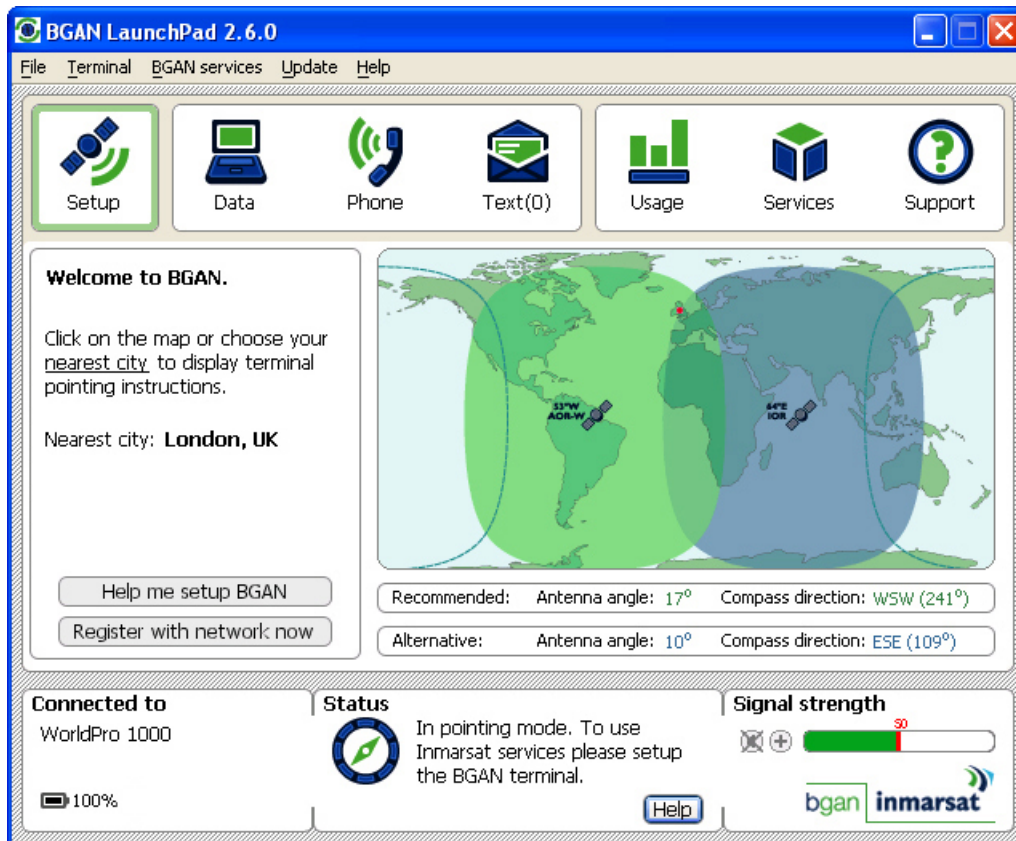 BGAN LaunchPad 2.6.0
File Terminal BGAN services Update Help
Setup
Data
Phone
Text(0)
Usage
Services
Support
Welcome to BGAN.
Click on the map or choose your
nearest city to display terminal
pointing instructions.
Nearest city: London, UK
Help me setup BGAN
Register with network now
53°W
AOR-W
64°E
IOR
Recommended: Antenna angle: 17° Compass direction: WSW (241°)
Alternative: Antenna angle: 10° Compass direction: ESE (109°)
Connected to
WorldPro 1000
100%
Status
In pointing mode. To use
Inmarsat services please setup
the BGAN terminal.
Help
Signal strength
50
bgan inmarsat